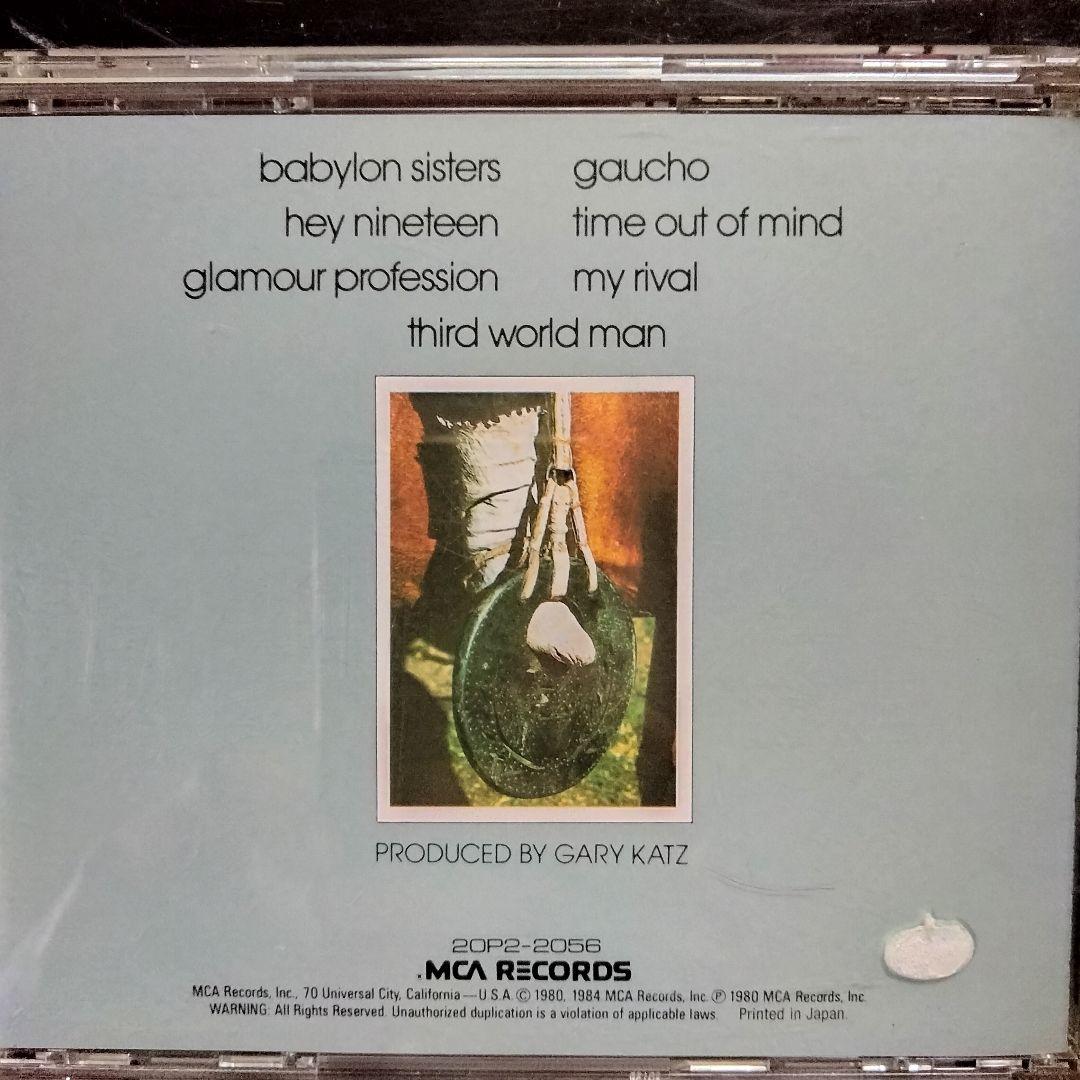 babylon sisters gaucho
hey nineteen time out of mind
glamour profession my rival
third world man
PRODUCED BY GARY KATZ
20P2-2056
MCA RECORDS
MCA Records, Inc., 70 Universal City, California — U.S.A. © 1980, 1984 MCA Records, Inc. ℗ 1980 MCA Records, Inc.
WARNING: All Rights Reserved. Unauthorized duplication is a violation of applicable laws. Printed in Japan.